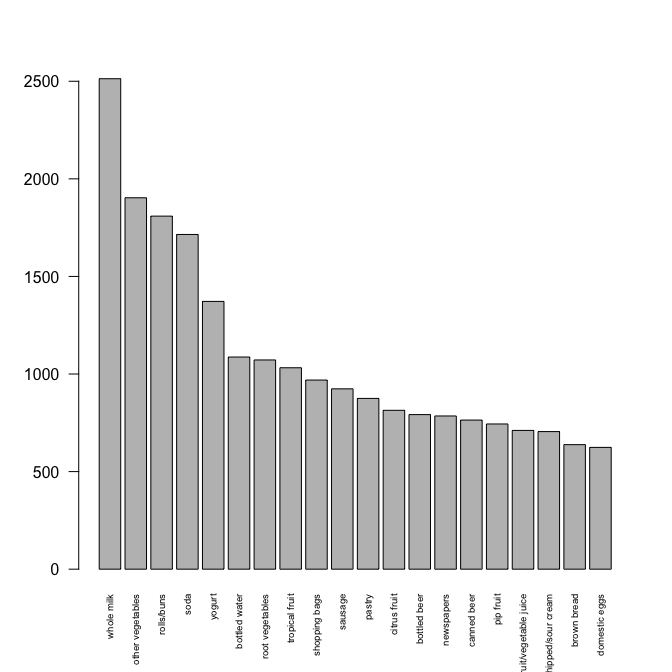 2500
2000
1500
1000
500
0
whole milk
other vegetables
rolls/buns
soda
yogurt
bottled water
root vegetables
tropical fruit
shopping bags
sausage
pastry
citrus fruit
bottled beer
newspapers
canned beer
pip fruit
uit/vegetable juice
hipped/sour cream
brown bread
domestic eggs